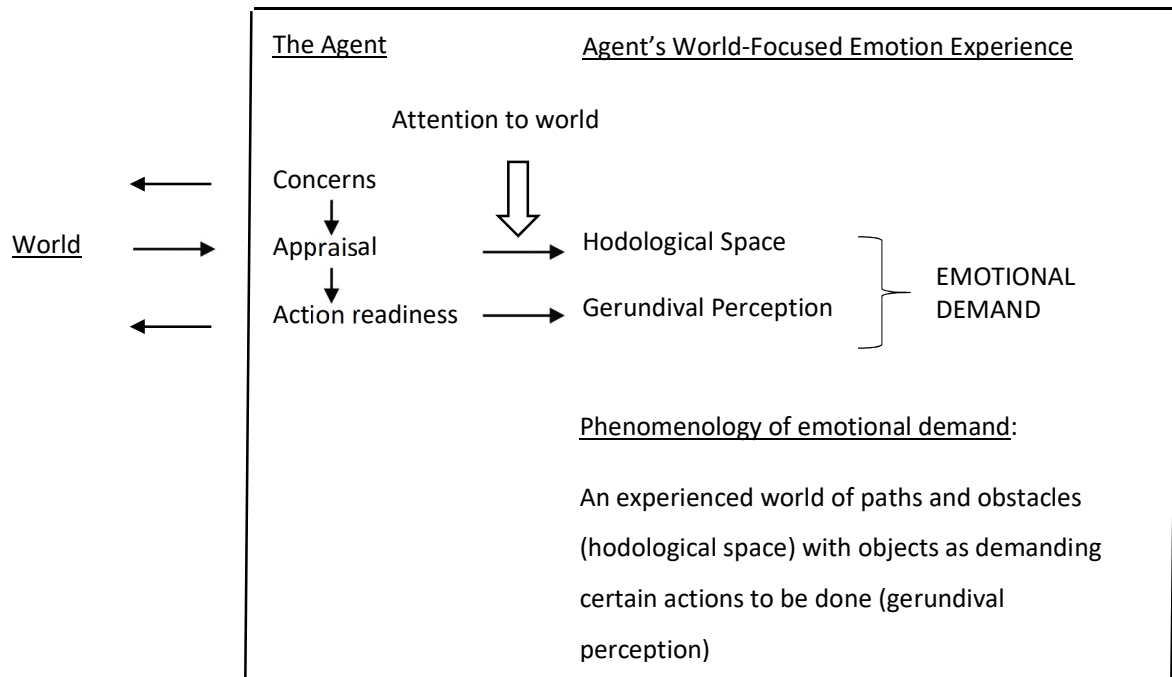 The Agent
Agent’s World-Focused Emotion Experience
Attention to world
Concerns
World
Appraisal
Hodological Space
Action readiness
Gerundival Perception
EMOTIONAL
DEMAND
Phenomenology of emotional demand:
An experienced world of paths and obstacles
(hodological space) with objects as demanding
certain actions to be done (gerundival
perception)